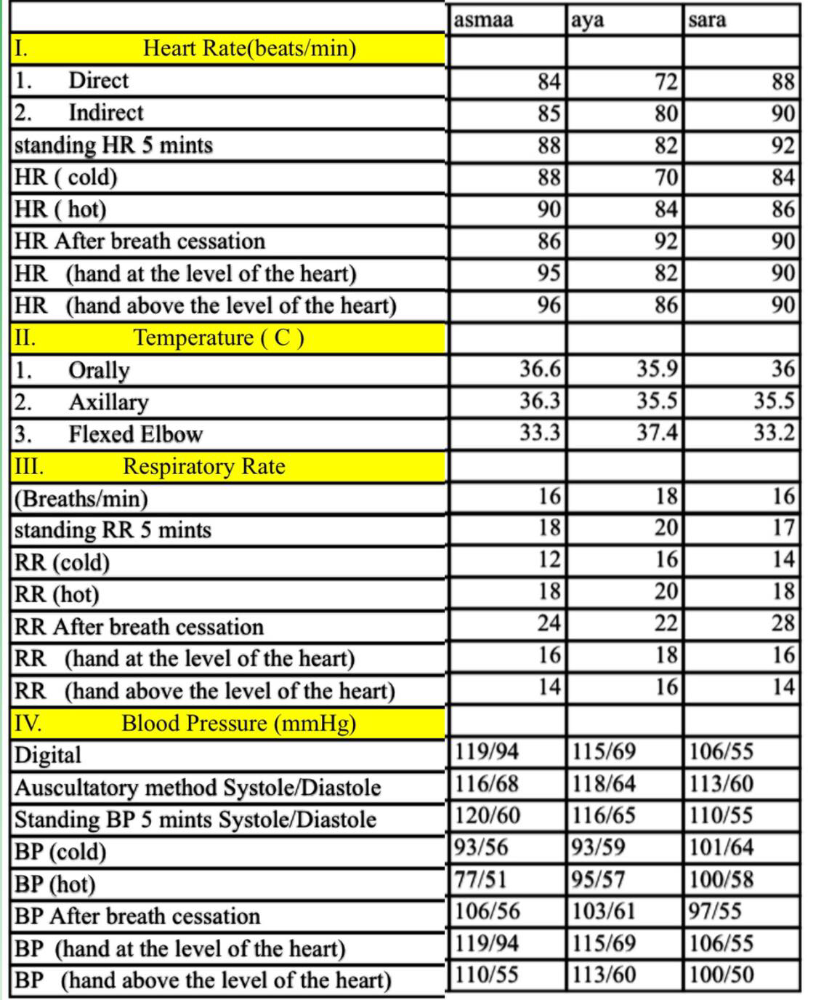 asmaa aya sara
I. Heart Rate(beats/min)
1. Direct 84 72 88
2. Indirect 85 80 90
standing HR 5 mints 88 82 92
HR ( cold) 88 70 84
HR ( hot) 90 84 86
HR After breath cessation 86 92 90
HR (hand at the level of the heart) 95 82 90
HR (hand above the level of the heart) 96 86 90
II. Temperature ( C )
1. Orally 36.6 35.9 36
2. Axillary 36.3 35.5 35.5
3. Flexed Elbow 33.3 37.4 33.2
III. Respiratory Rate
(Breaths/min) 16 18 16
standing RR 5 mints 18 20 17
RR (cold) 12 16 14
RR (hot) 18 20 18
RR After breath cessation 24 22 28
RR (hand at the level of the heart) 16 18 16
RR (hand above the level of the heart) 14 16 14
IV. Blood Pressure (mmHg)
Digital 119/94 115/69 106/55
Auscultatory method Systole/Diastole 116/68 118/64 113/60
Standing BP 5 mints Systole/Diastole 120/60 116/65 110/55
BP (cold) 93/56 93/59 101/64
BP (hot) 77/51 95/57 100/58
BP After breath cessation 106/56 103/61 97/55
BP (hand at the level of the heart) 119/94 115/69 106/55
BP (hand above the level of the heart) 110/55 113/60 100/50